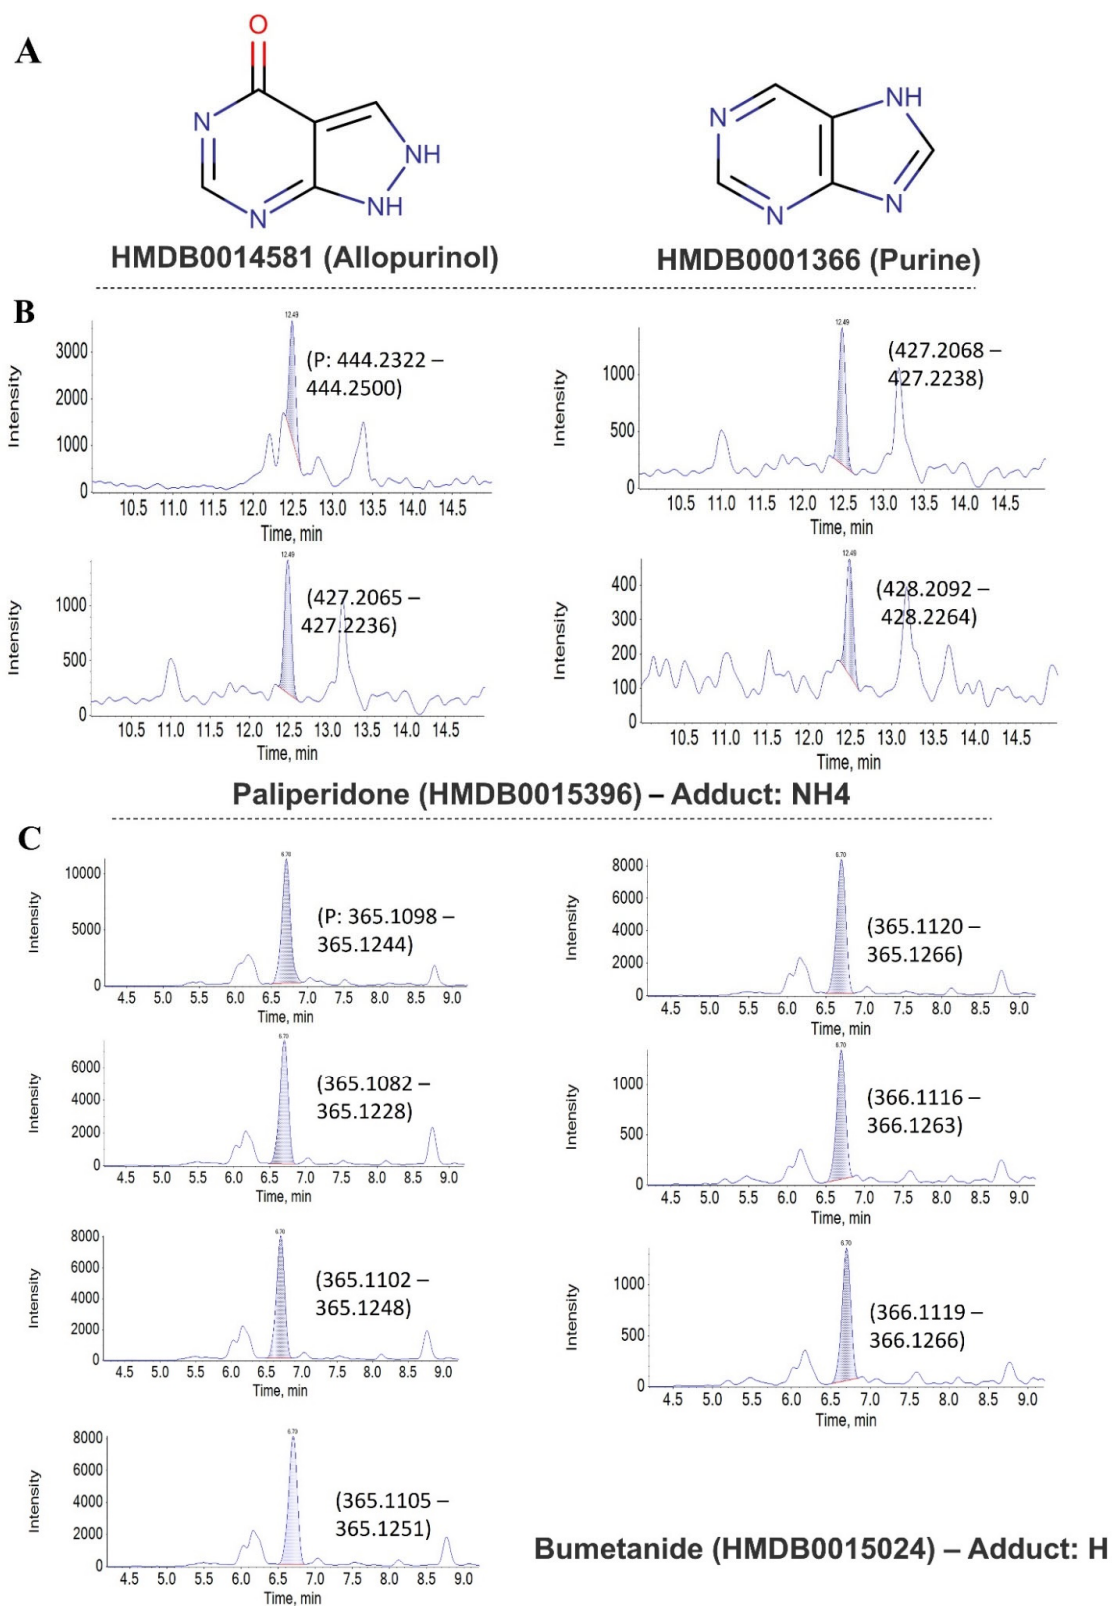 A
O
N
NH
N
NH
N
NH
N
N
HMDB0014581 (Allopurinol)
HMDB0001366 (Purine)
B
12.49
Intensity
3000
2000
1000
0
(P: 444.2322 –
444.2500)
10.5 11.0 11.5 12.0 12.5 13.0 13.5 14.0 14.5
Time, min
12.49
Intensity
1000
500
0
(427.2068 –
427.2238)
10.5 11.0 11.5 12.0 12.5 13.0 13.5 14.0 14.5
Time, min
12.49
Intensity
1000
500
0
(427.2065 –
427.2236)
10.5 11.0 11.5 12.0 12.5 13.0 13.5 14.0 14.5
Time, min
12.49
Intensity
400
300
200
100
0
(428.2092 –
428.2264)
10.5 11.0 11.5 12.0 12.5 13.0 13.5 14.0 14.5
Time, min
Paliperidone (HMDB0015396) – Adduct: NH4
C
6.70
Intensity
10000
5000
0
(P: 365.1098 –
365.1244)
4.5 5.0 5.5 6.0 6.5 7.0 7.5 8.0 8.5 9.0
Time, min
6.70
Intensity
8000
6000
4000
2000
0
(365.1120 –
365.1266)
4.5 5.0 5.5 6.0 6.5 7.0 7.5 8.0 8.5 9.0
Time, min
6.70
Intensity
6000
4000
2000
0
(365.1082 –
365.1228)
4.5 5.0 5.5 6.0 6.5 7.0 7.5 8.0 8.5 9.0
Time, min
6.70
Intensity
1000
500
0
(366.1116 –
366.1263)
4.5 5.0 5.5 6.0 6.5 7.0 7.5 8.0 8.5 9.0
Time, min
6.70
Intensity
8000
6000
4000
2000
0
(365.1102 –
365.1248)
4.5 5.0 5.5 6.0 6.5 7.0 7.5 8.0 8.5 9.0
Time, min
6.70
Intensity
1000
500
0
(366.1119 –
366.1266)
4.5 5.0 5.5 6.0 6.5 7.0 7.5 8.0 8.5 9.0
Time, min
6.70
Intensity
8000
6000
4000
2000
0
(365.1105 –
365.1251)
4.5 5.0 5.5 6.0 6.5 7.0 7.5 8.0 8.5 9.0
Time, min
Bumetanide (HMDB0015024) – Adduct: H